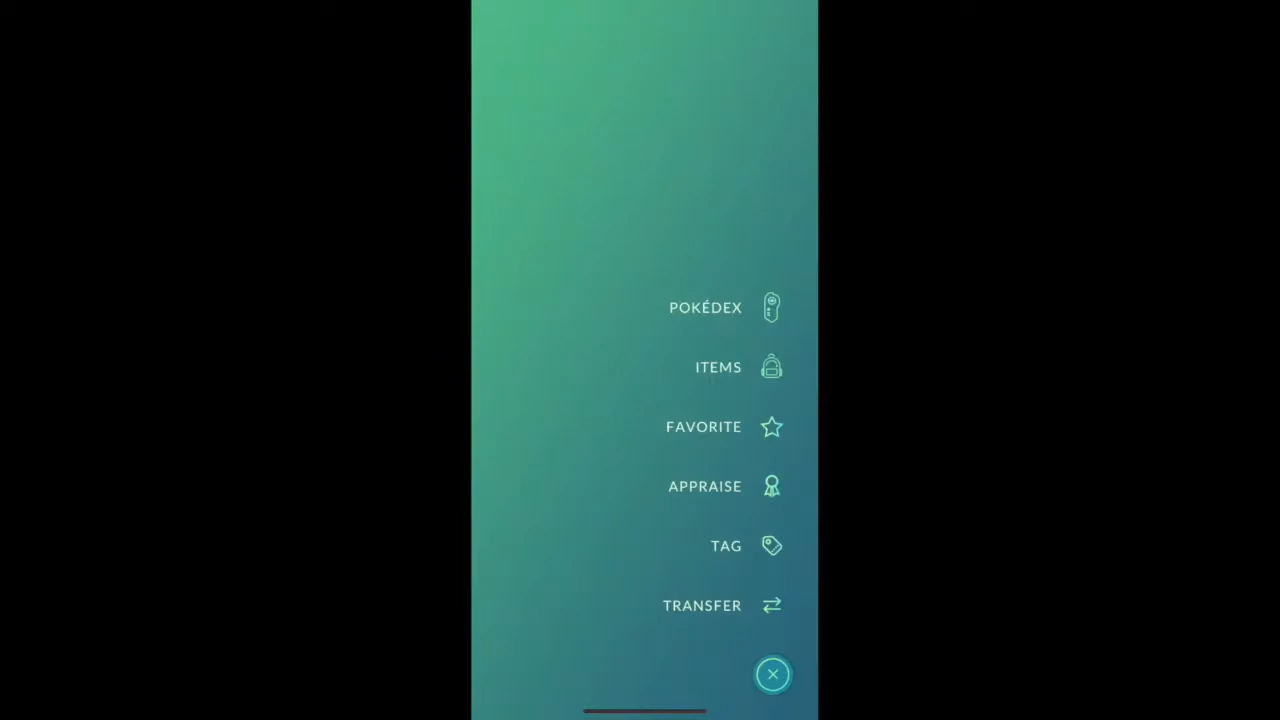 POKÉDEX
ITEMS
FAVORITE
APPRAISE
TAG
TRANSFER